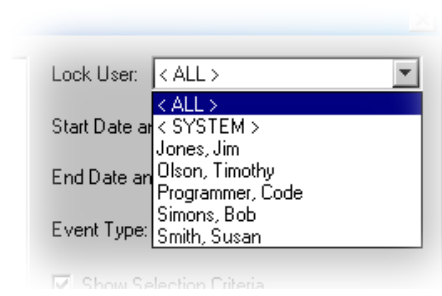 Lock User: < ALL >
< ALL >
Start Date a
< SYSTEM >
Jones, Jim
End Date an
Olson, Timothy
Programmer, Code
Event Type:
Simons, Bob
Smith, Susan
Show Selection Criteria